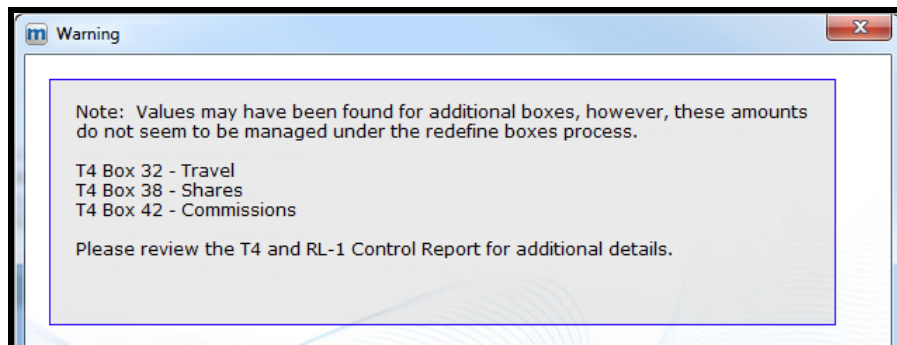 m Warning
Note: Values may have been found for additional boxes, however, these amounts
do not seem to be managed under the redefine boxes process.
T4 Box 32 - Travel
T4 Box 38 - Shares
T4 Box 42 - Commissions
Please review the T4 and RL-1 Control Report for additional details.